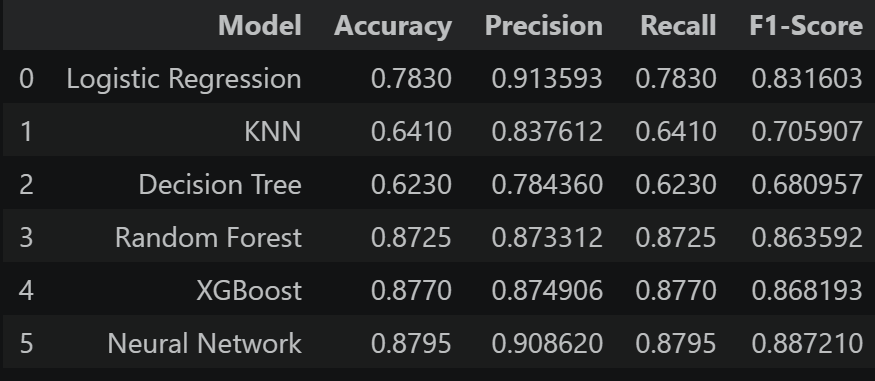 Model Accuracy Precision Recall F1-Score
0 Logistic Regression 0.7830 0.913593 0.7830 0.831603
1 KNN 0.6410 0.837612 0.6410 0.705907
2 Decision Tree 0.6230 0.784360 0.6230 0.680957
3 Random Forest 0.8725 0.873312 0.8725 0.863592
4 XGBoost 0.8770 0.874906 0.8770 0.868193
5 Neural Network 0.8795 0.908620 0.8795 0.887210